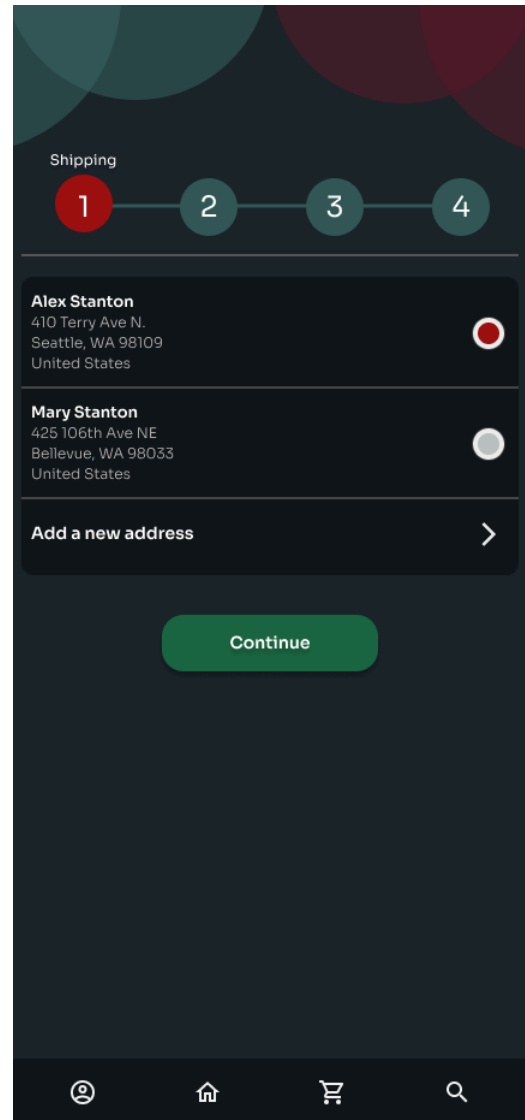 Shipping
1 2 3 4
Alex Stanton
410 Terry Ave N.
Seattle, WA 98109
United States
Mary Stanton
425 106th Ave NE
Bellevue, WA 98033
United States
Add a new address
Continue